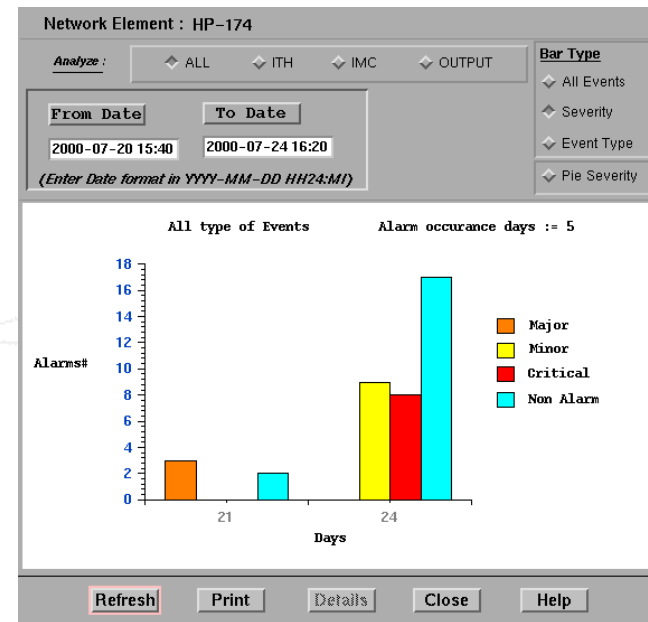 Network Element : HP-174
Analyze :
ALL
ITH
IMC
OUTPUT
Bar Type
All Events
Severity
Event Type
Pie Severity
From Date
To Date
2000-07-20 15:40
2000-07-24 16:20
(Enter Date format in YYYY-MM-DD HH24:MI)
All type of Events
Alarm occurance days := 5
18
16
14
12
10
8
6
4
2
0
Alarms#
21
24
Days
Major
Minor
Critical
Non Alarm
Refresh
Print
Details
Close
Help